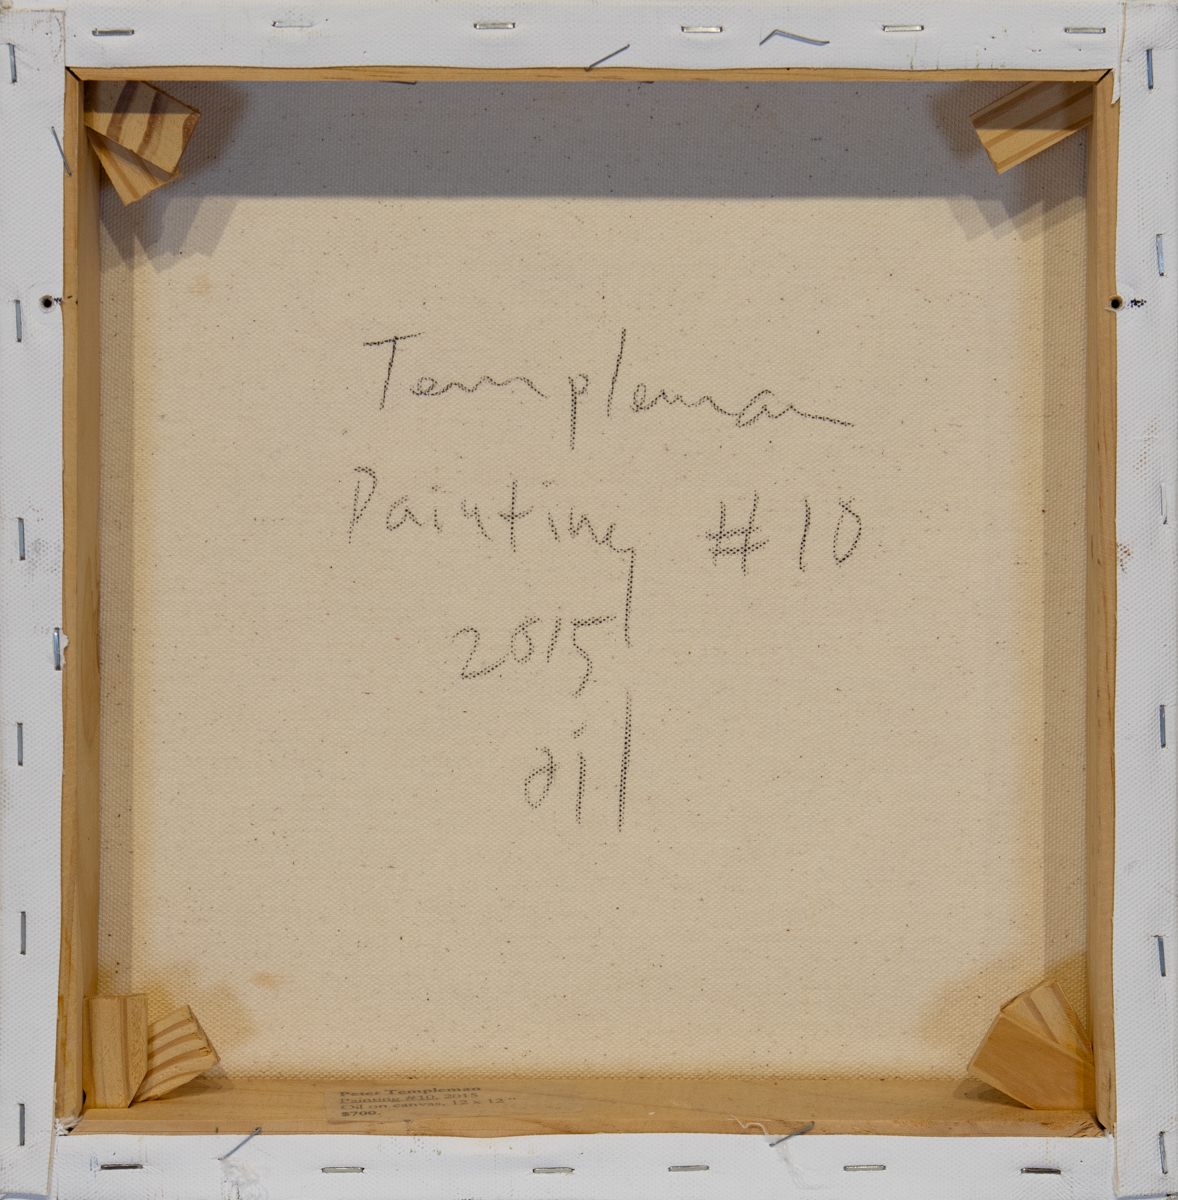 Templeman
Painting #10
2015
oil
Peter Templeman
Painting #10, 2015
Oil on canvas, 12 x 12"
$700.